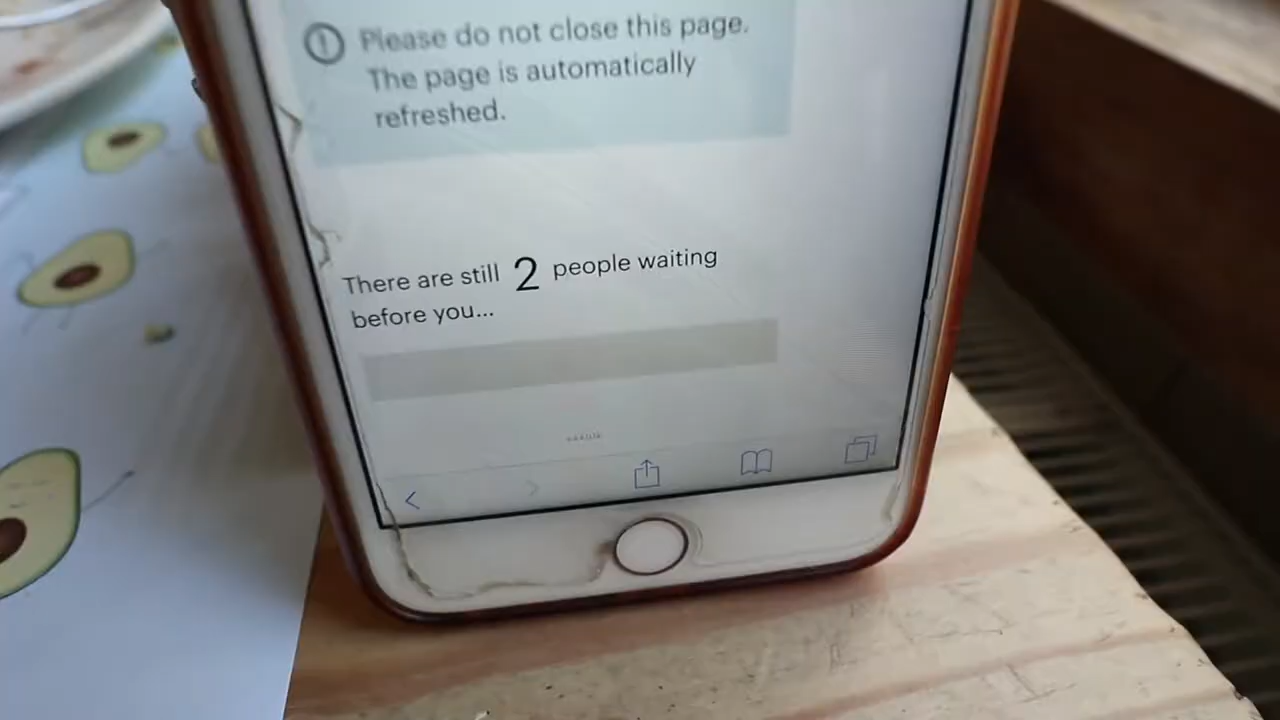 Please do not close this page.
The page is automatically
refreshed.
There are still 2 people waiting
before you...